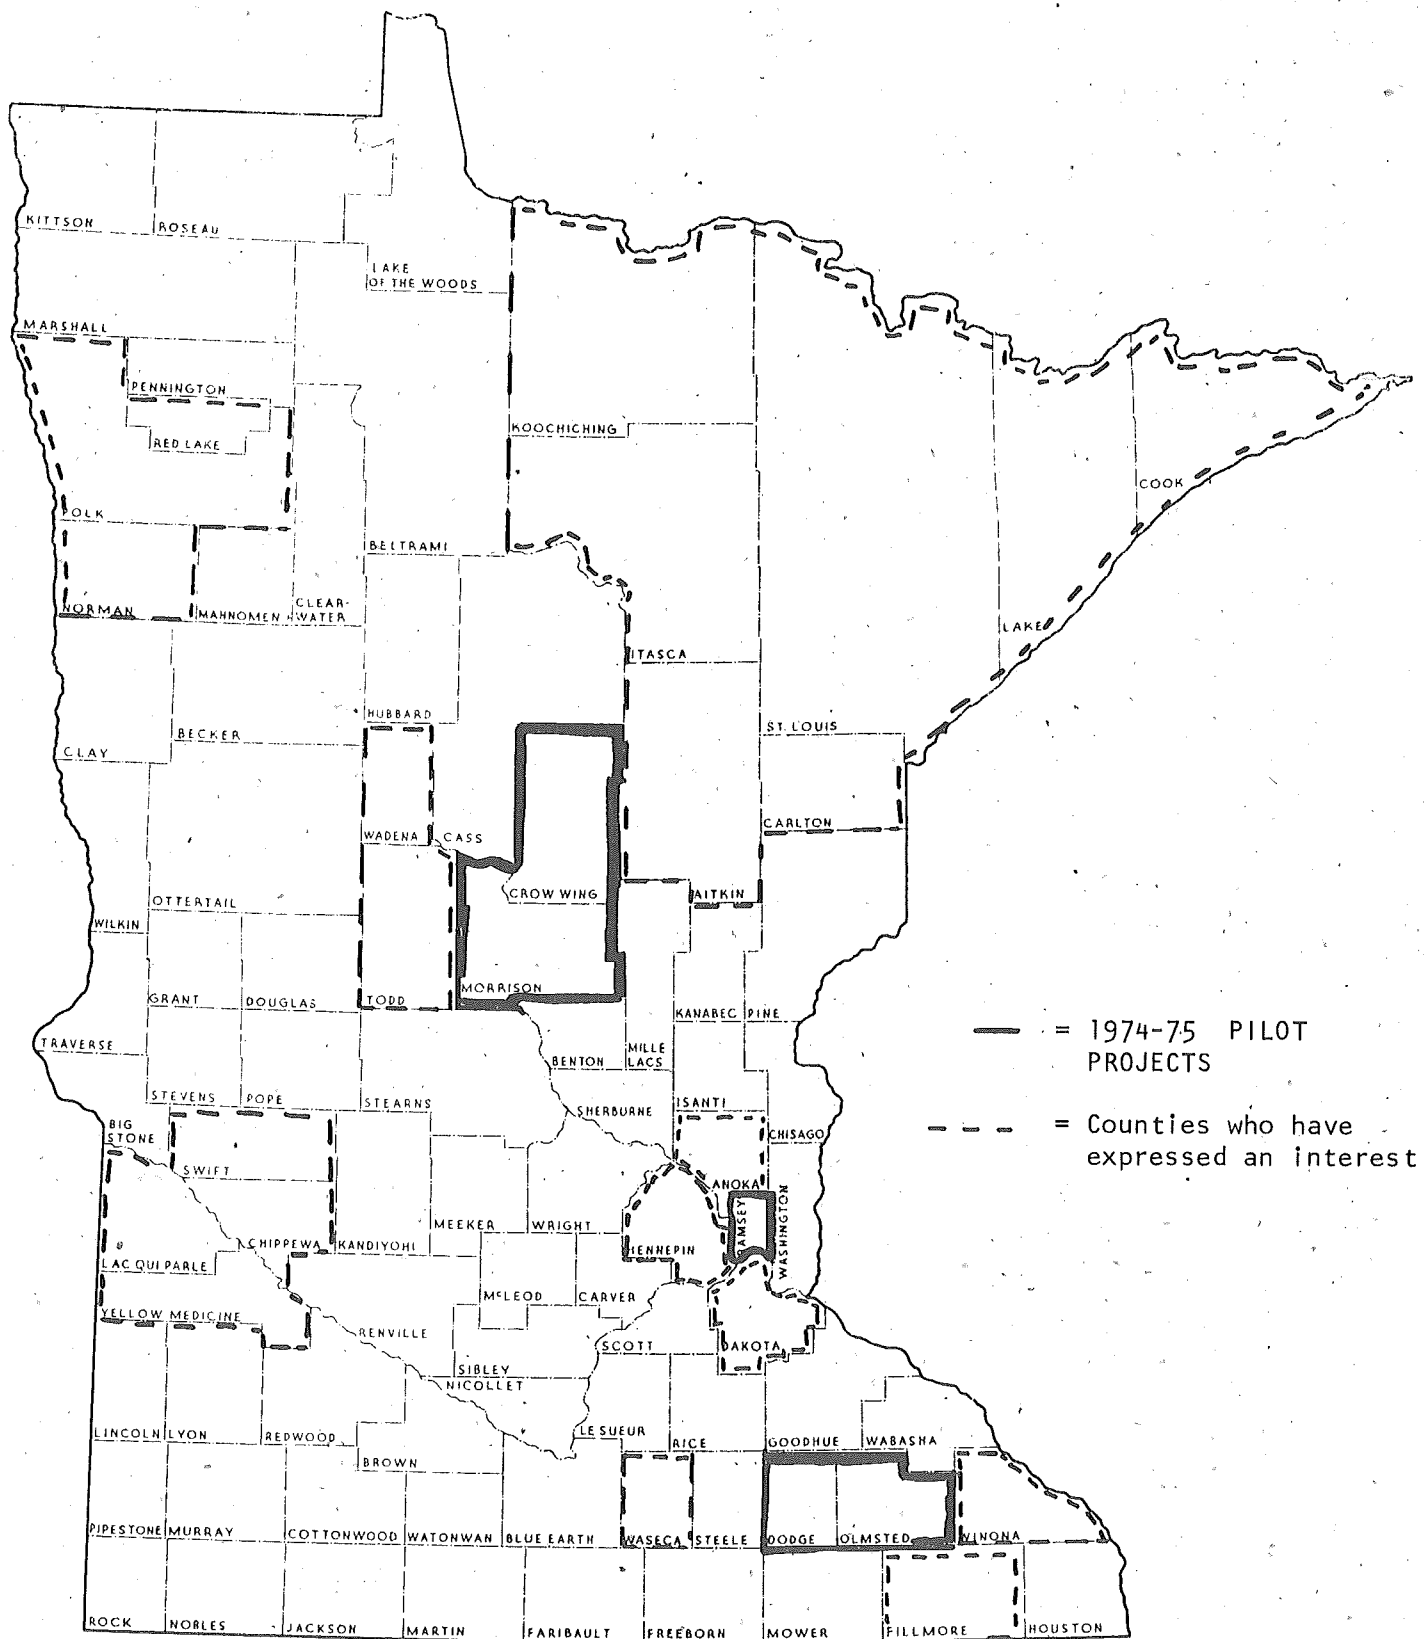 KITTSON
ROSEAU
LAKE
OF THE WOODS
MARSHALL
PENNINGTON
RED LAKE
KOOCHICHING
COOK
POLK
BELTRAMI
NORMAN
MAHNOMEN
CLEAR-
WATER
LAKE
ITASCA
HUBBARD
ST. LOUIS
BECKER
CLAY
CARLTON
WADENA
CASS
CROW WING
AITKIN
OTTERTAIL
WILKIN
MORRISON
GRANT
DOUGLAS
TODD
KANABEC
PINE
= 1974-75 PILOT
PROJECTS
TRAVERSE
BENTON
MILLE
LACS
STEVENS
POPE
STEARNS
SHERBURNE
ISANTI
BIG
STONE
CHISAGO
= Counties who have
expressed an interest
SWIFT
ANOKA
RAMSEY
WASHINGTON
MEEKER
WRIGHT
CHIPPEWA
KANDIYOHI
HENNEPIN
LAC QUI PARLE
McLEOD
CARVER
YELLOW MEDICINE
RENVILLE
SCOTT
DAKOTA
SIBLEY
NICOLLET
LE SUEUR
LINCOLN
LYON
REDWOOD
RICE
GOODHUE
WABASHA
BROWN
PIPESTONE
MURRAY
COTTONWOOD
WATONWAN
BLUE EARTH
WASECA
STEELE
DODGE
OLMSTED
WINONA
ROCK
NOBLES
JACKSON
MARTIN
FARIBAULT
FREEBORN
MOWER
FILLMORE
HOUSTON